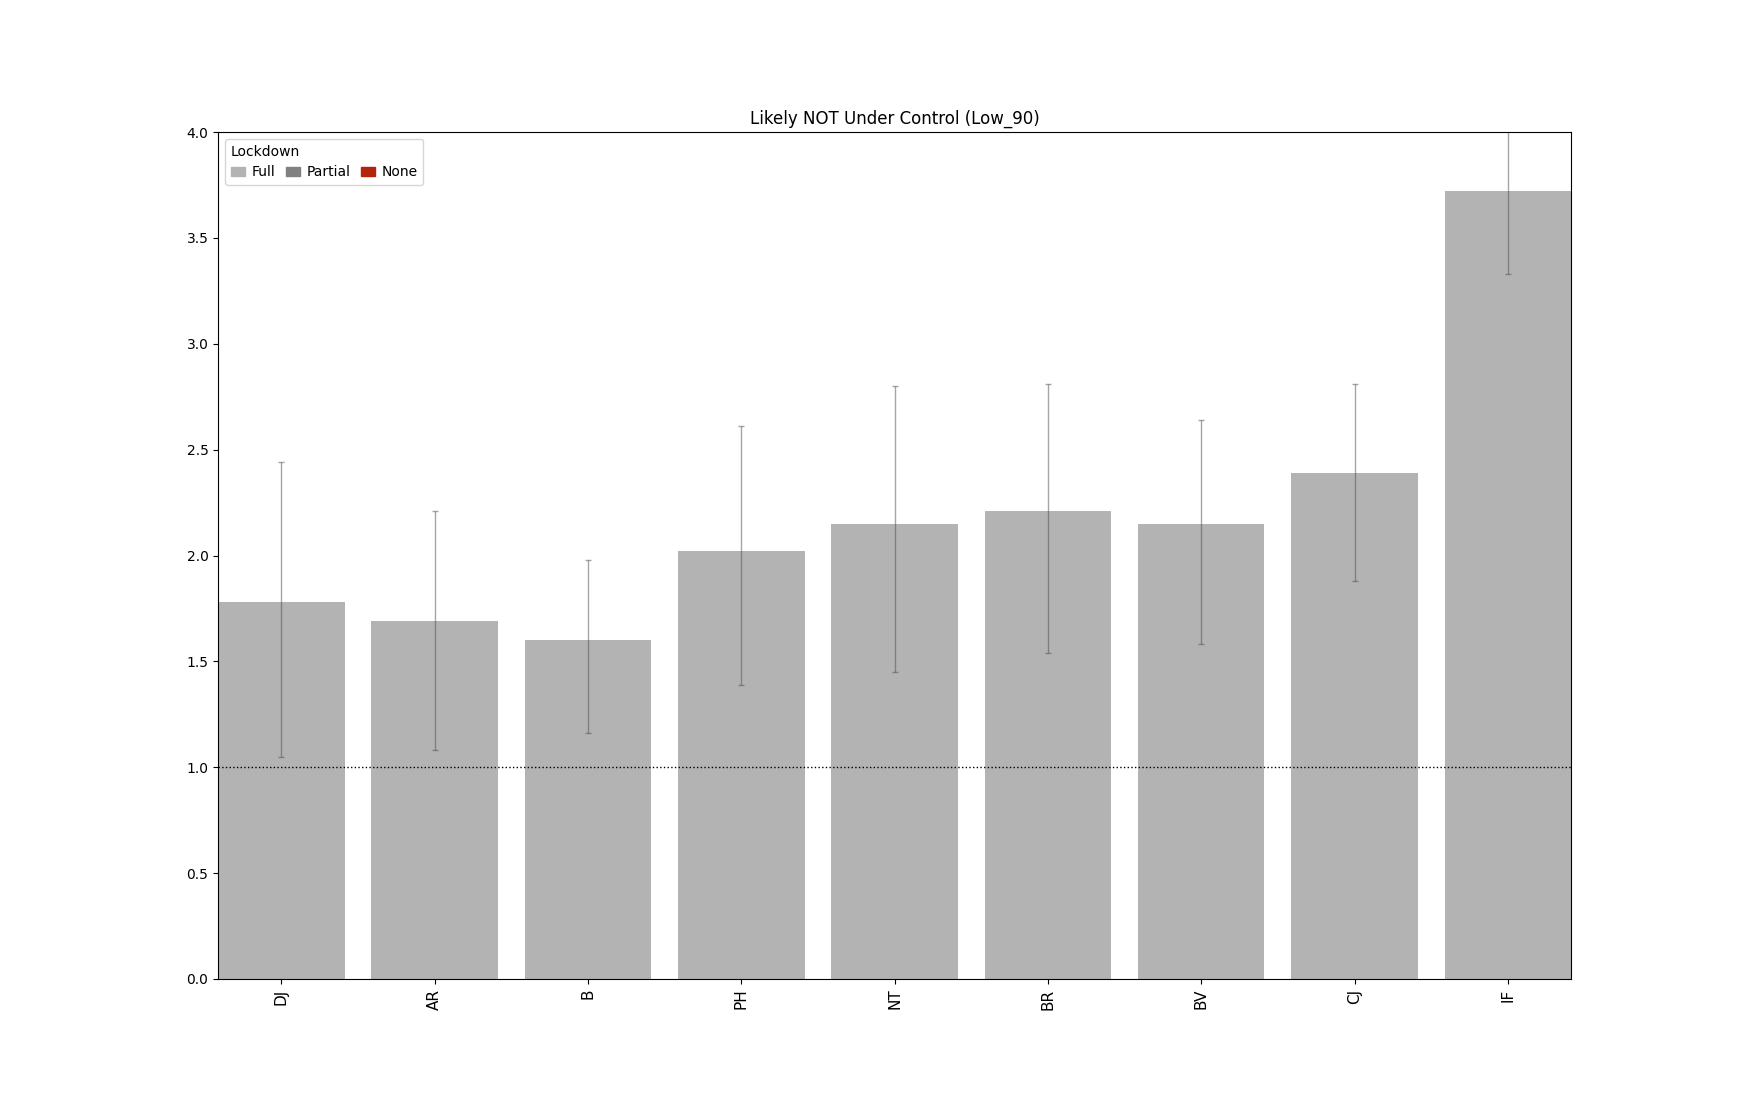 Likely NOT Under Control (Low_90)
Lockdown
Full Partial None
4.0
3.5
3.0
2.5
2.0
1.5
1.0
0.5
0.0
DJ AR B PH NT BR BV CJ IF